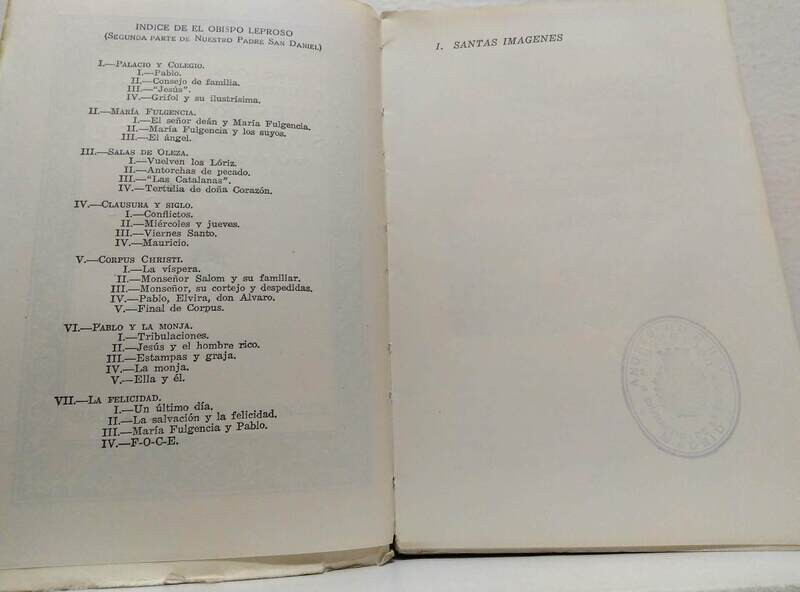 INDICE DE EL OBISPO LEPROSO
(SEGUNDA PARTE DE NUESTRO PADRE SAN DANIEL)
I.—PALACIO Y COLEGIO.
I.—Pablo.
II.—Consejo de familia.
III.—"Jesús".
IV.—Grifol y su ilustrísima.
II.—MARÍA FULGENCIA.
I.—El señor deán y María Fulgencia.
II.—María Fulgencia y los suyos.
III.—El ángel.
III.—SALAS DE OLEZA.
I.—Vuelven los Lóriz.
II.—Antorchas de pecado.
III.—"Las Catalanas".
IV.—Tertulia de doña Corazón.
IV.—CLAUSURA Y SIGLO.
I.—Conflictos.
II.—Miércoles y jueves.
III.—Viernes Santo.
IV.—Mauricio.
V.—CORPUS CHRISTI.
I.—La víspera.
II.—Monseñor Salom y su familiar.
III.—Monseñor, su cortejo y despedidas.
IV.—Pablo, Elvira, don Alvaro.
V.—Final de Corpus.
VI.—PABLO Y LA MONJA.
I.—Tribulaciones.
II.—Jesús y el hombre rico.
III.—Estampas y graja.
IV.—La monja.
V.—Ella y él.
VII.—LA FELICIDAD.
I.—Un último día.
II.—La salvación y la felicidad.
III.—María Fulgencia y Pablo.
IV.—F-O-C-E.
I. SANTAS IMAGENES